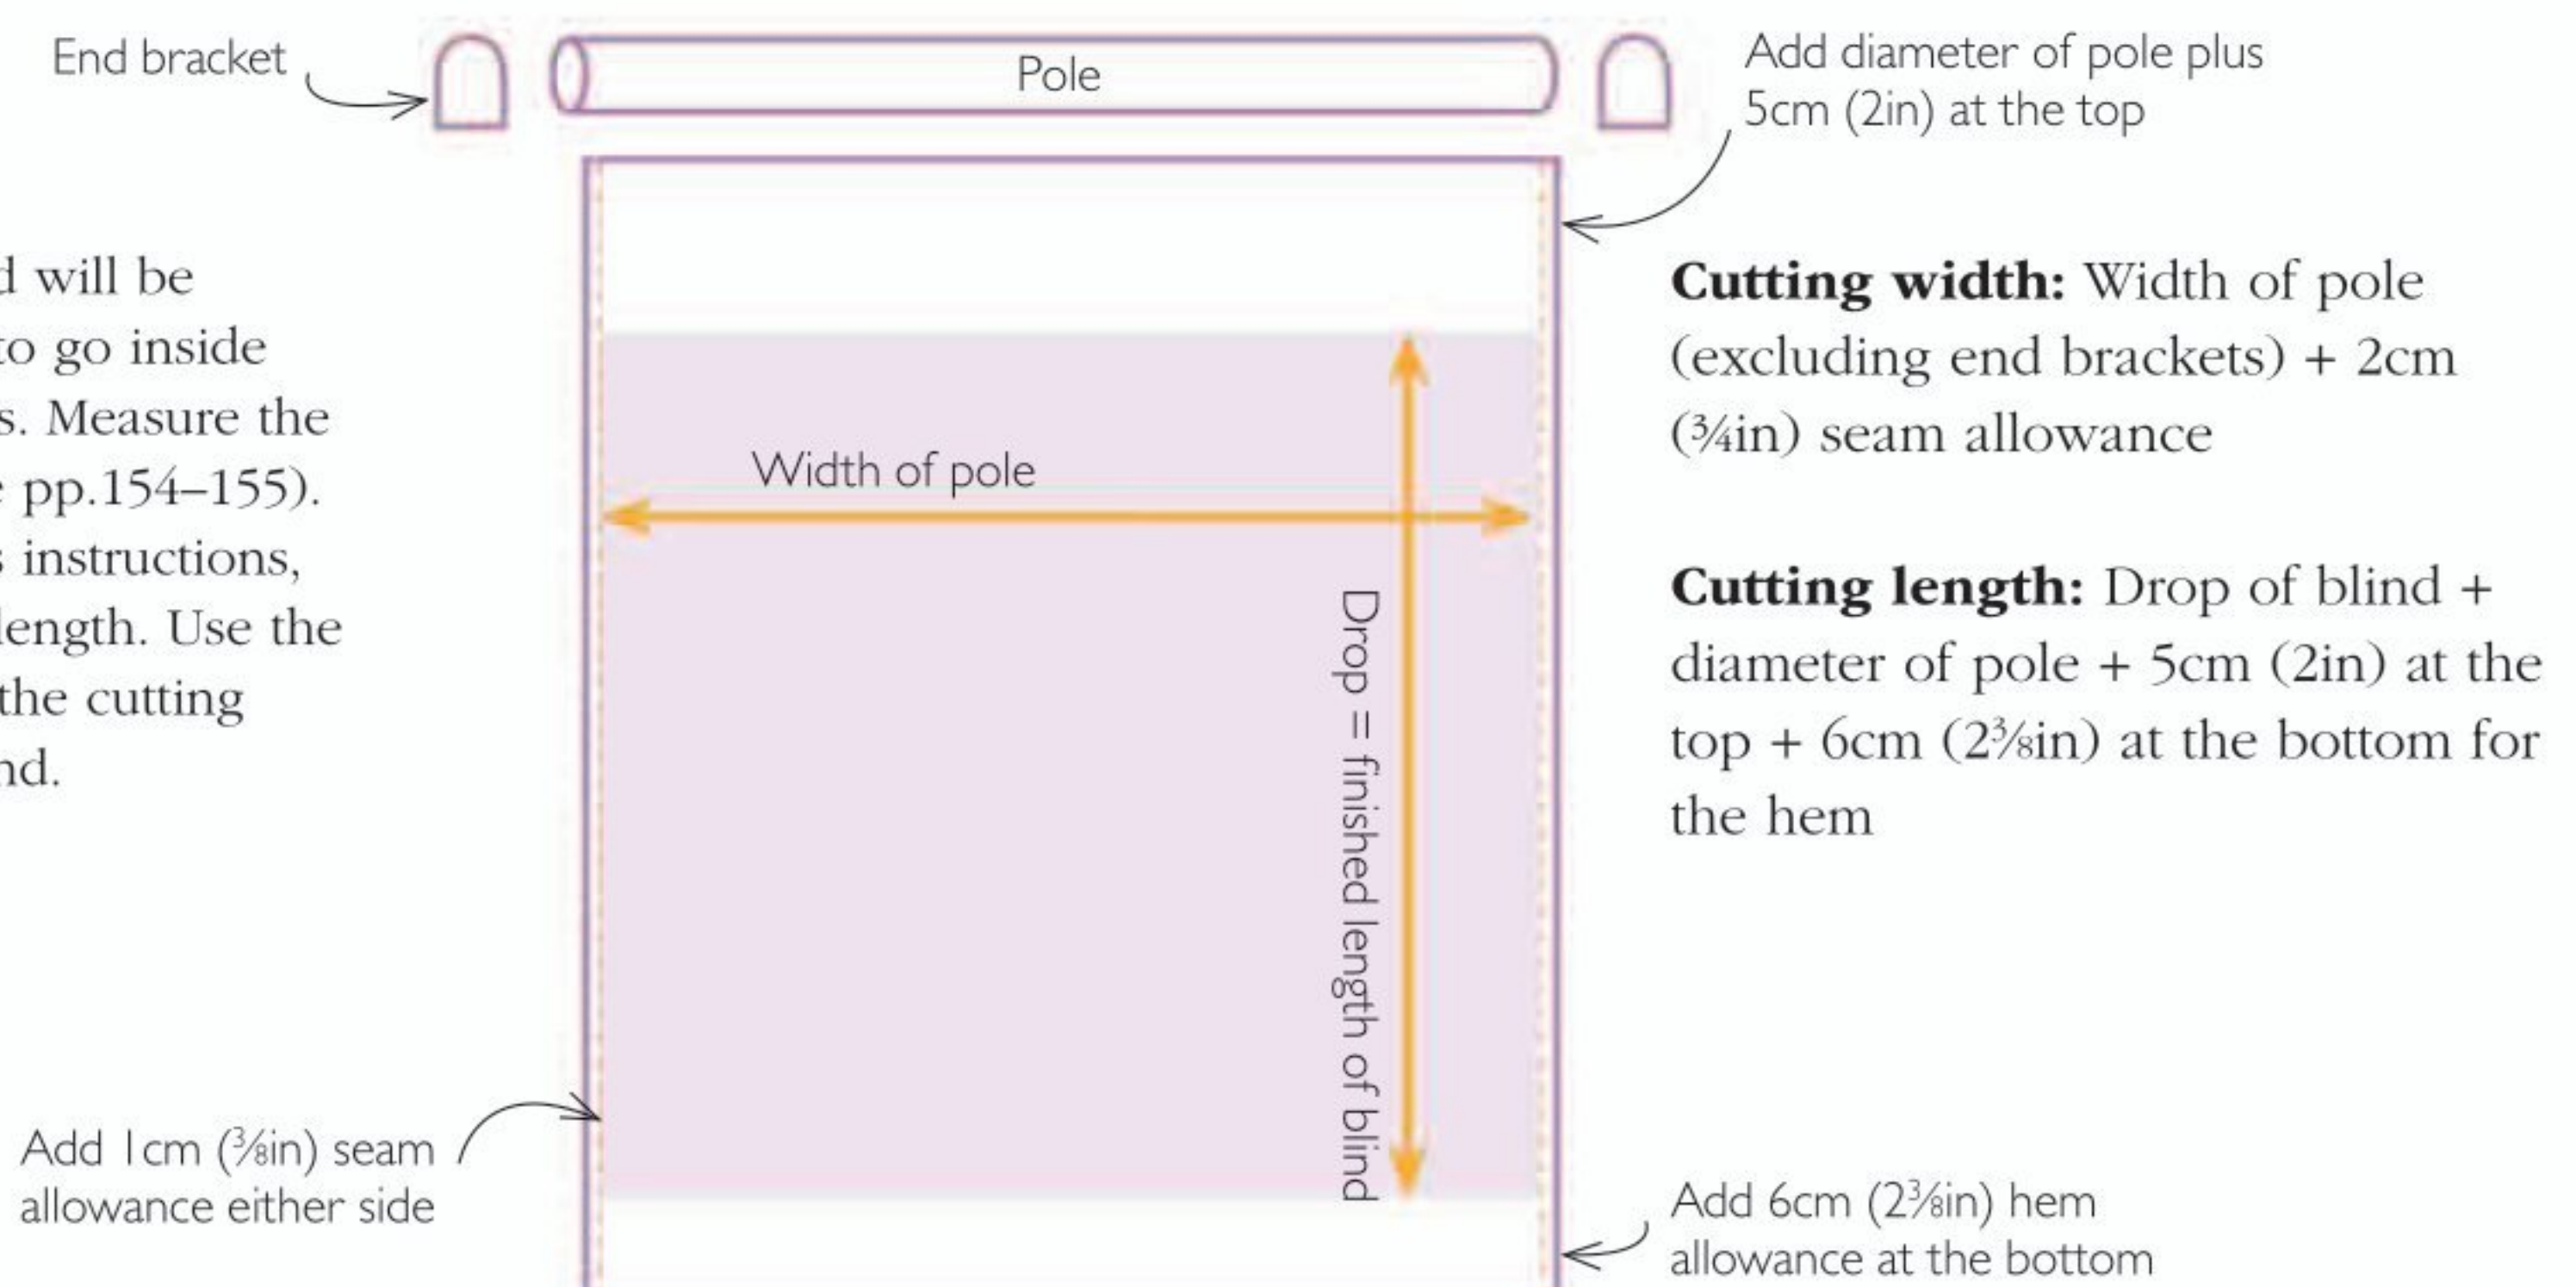 End bracket
Pole
Add diameter of pole plus
5cm (2in) at the top
will be
to go inside
Measure the
pp.154–155).
instructions,
length. Use the
the cutting
Width of pole
Drop = finished length of blind
Cutting width: Width of pole
(excluding end brackets) + 2cm
(¾in) seam allowance
Cutting length: Drop of blind +
diameter of pole + 5cm (2in) at the
top + 6cm (2⅜in) at the bottom for
the hem
Add 1cm (⅜in) seam
allowance either side
Add 6cm (2⅜in) hem
allowance at the bottom